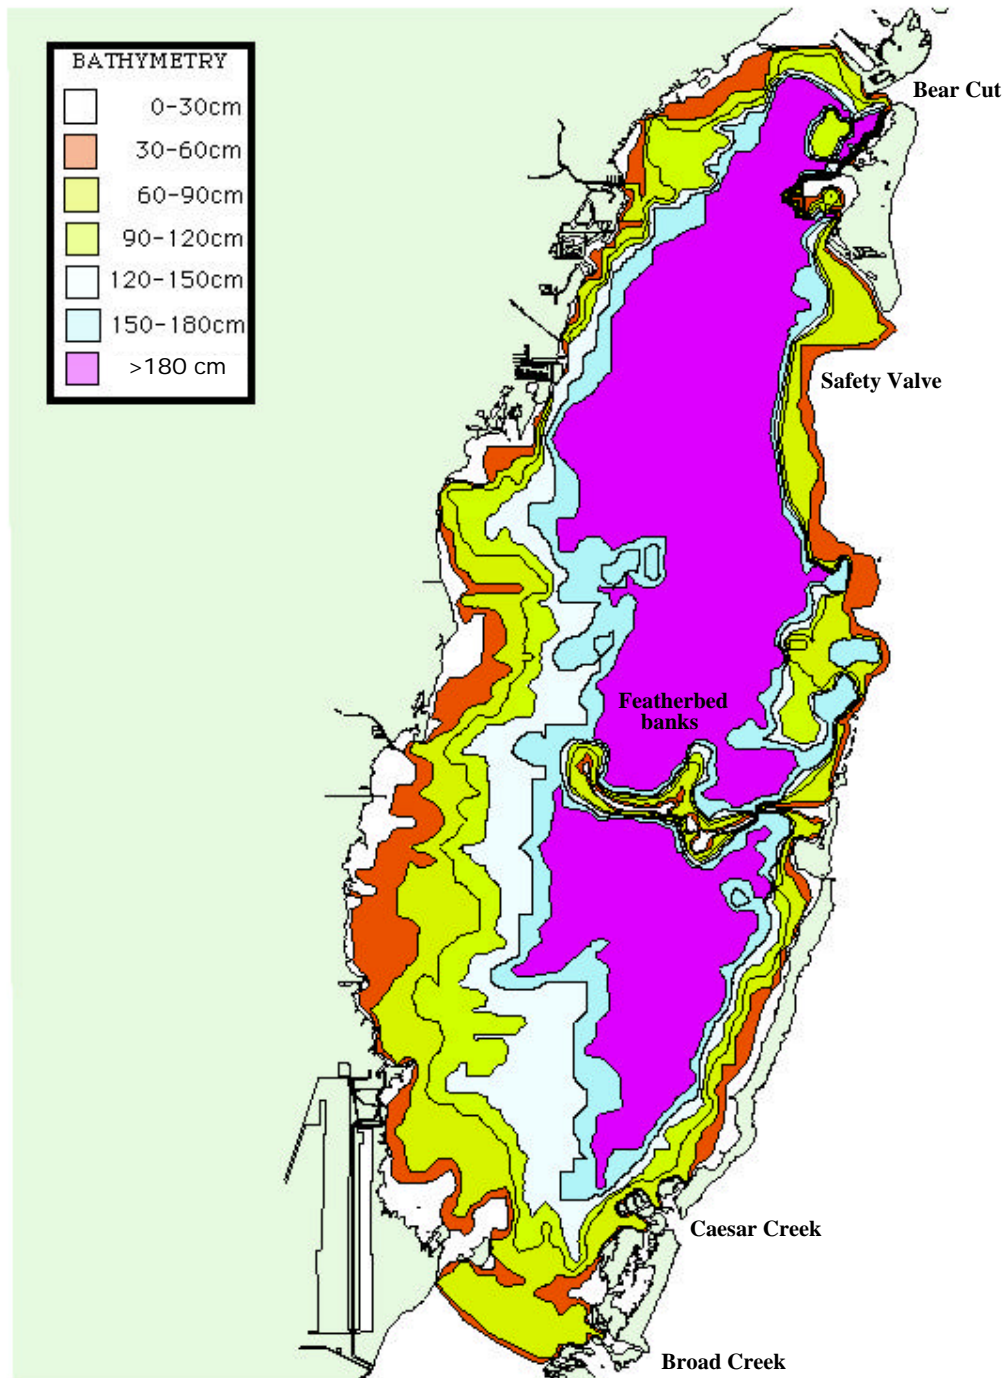 BATHYMETRY
0-30cm
30-60cm
60-90cm
90-120cm
120-150cm
150-180cm
>180 cm
Bear Cut
Safety Valve
Featherbed
banks
Caesar Creek
Broad Creek